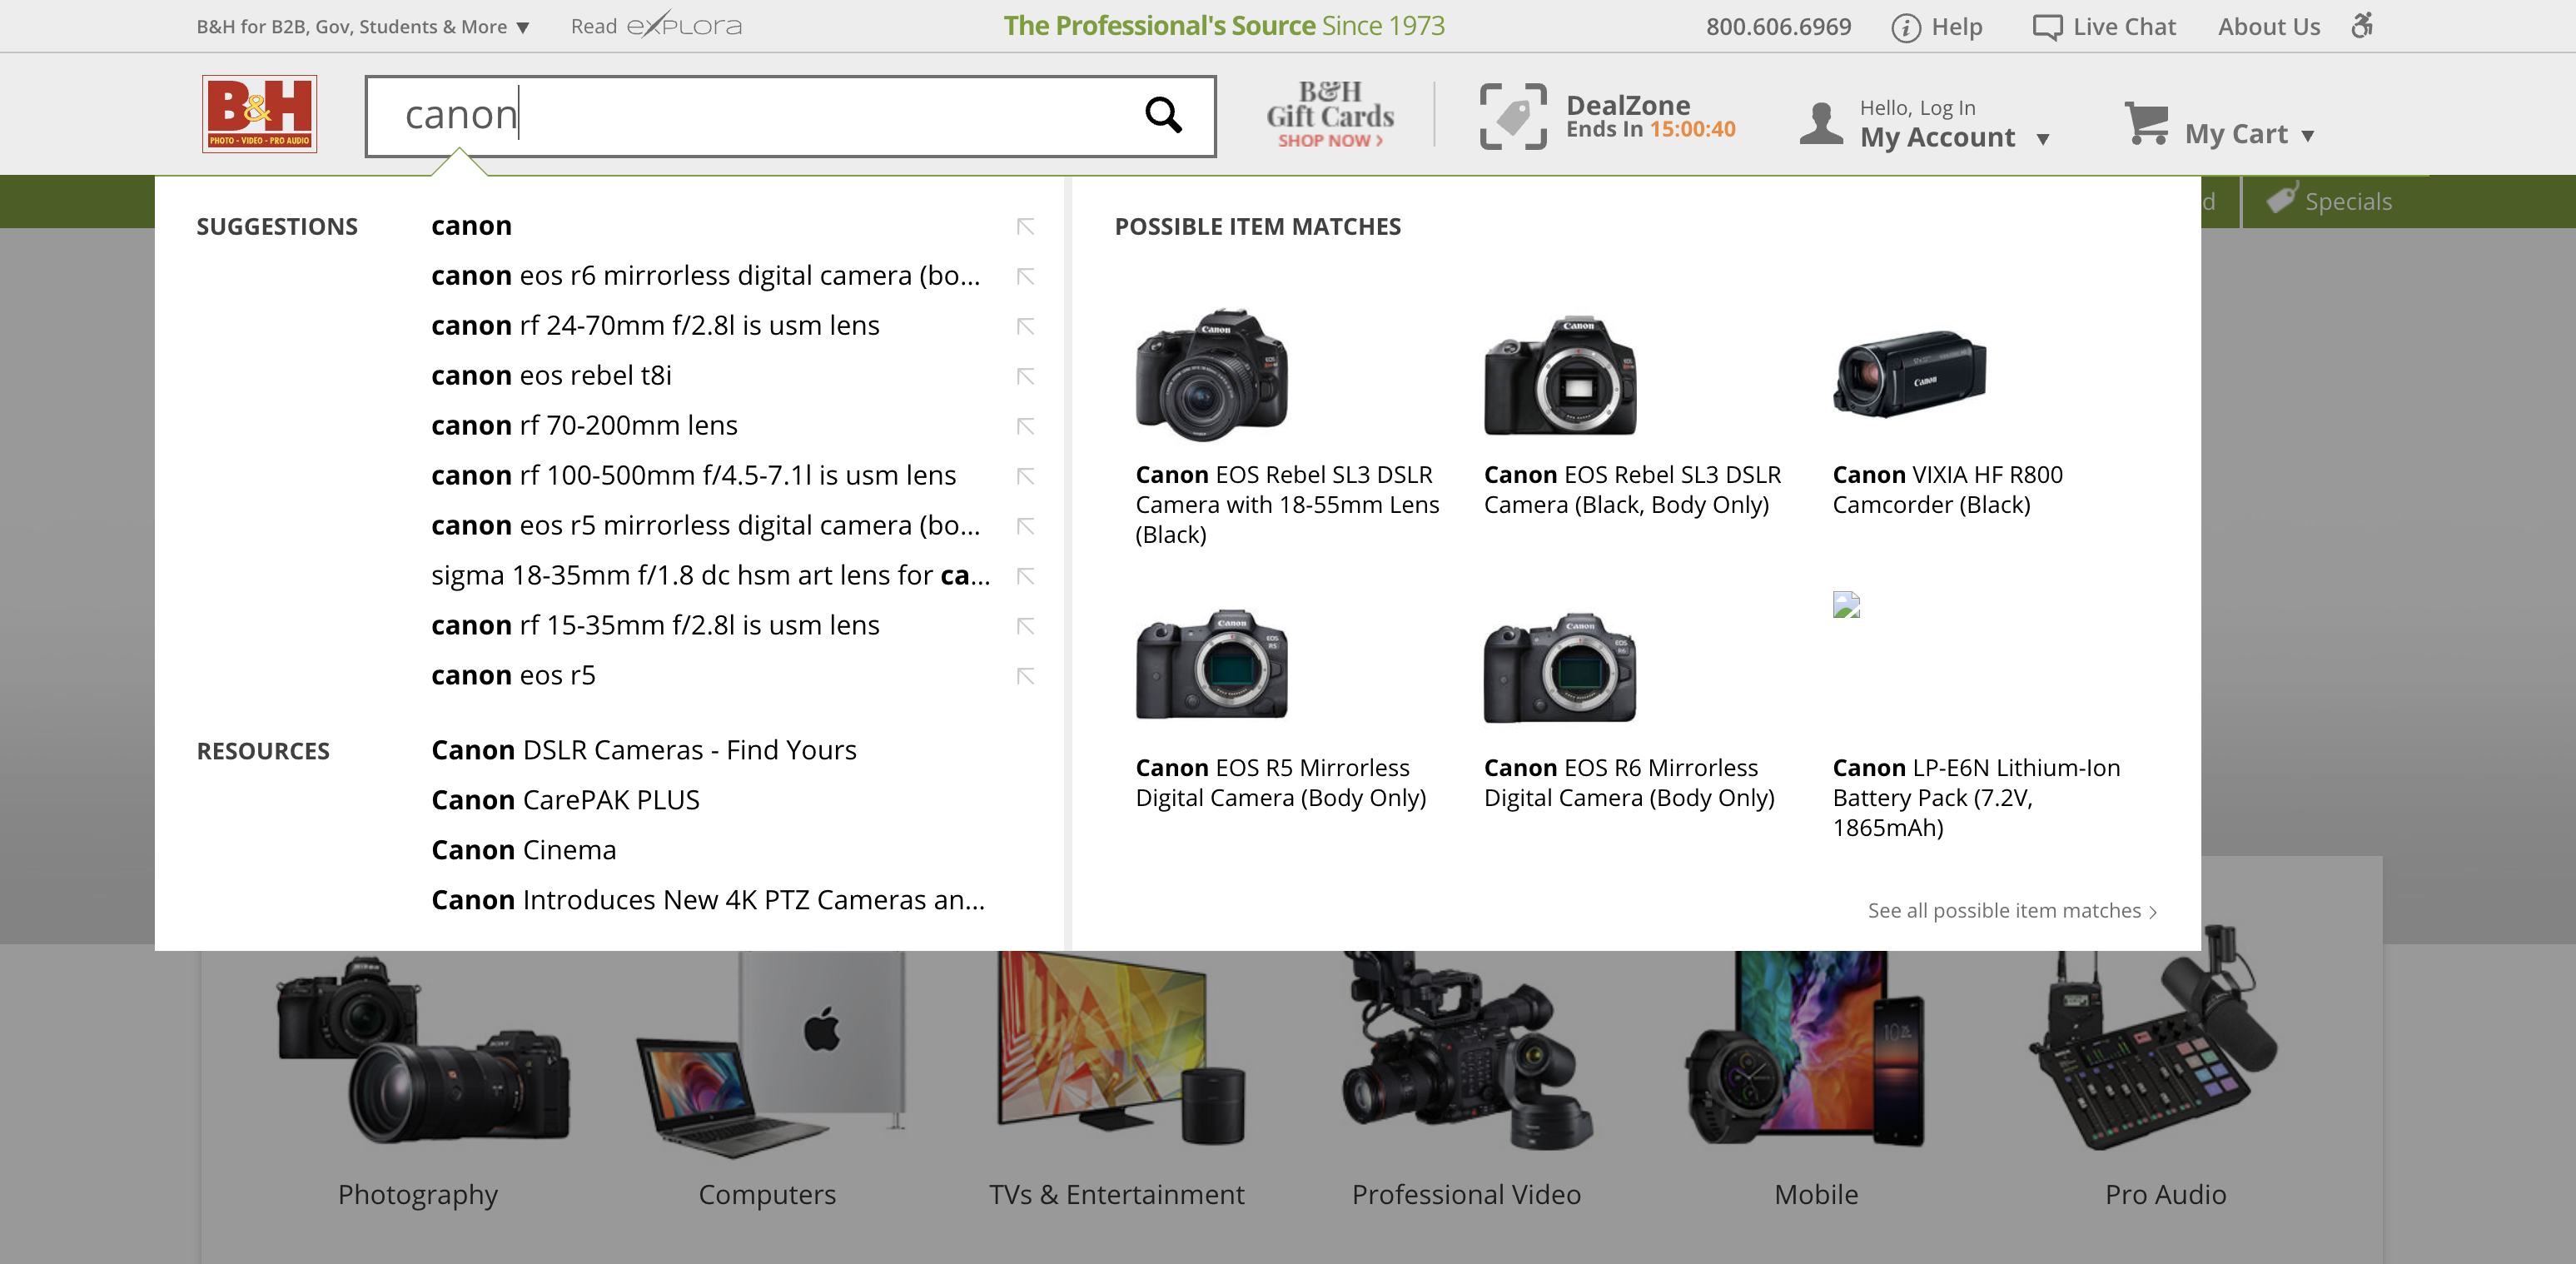 B&H for B2B, Gov, Students & More ▼
Read eXPLORA
The Professional's Source Since 1973
800.606.6969
Help
Live Chat
About Us
B&H
PHOTO - VIDEO - PRO AUDIO
canon
B&H
Gift Cards
SHOP NOW >
DealZone
Ends In 15:00:40
Hello, Log In
My Account ▼
My Cart ▼
d
Specials
SUGGESTIONS
canon
canon eos r6 mirrorless digital camera (bo...
canon rf 24-70mm f/2.8l is usm lens
canon eos rebel t8i
canon rf 70-200mm lens
canon rf 100-500mm f/4.5-7.1l is usm lens
canon eos r5 mirrorless digital camera (bo...
sigma 18-35mm f/1.8 dc hsm art lens for ca...
canon rf 15-35mm f/2.8l is usm lens
canon eos r5
RESOURCES
Canon DSLR Cameras - Find Yours
Canon CarePAK PLUS
Canon Cinema
Canon Introduces New 4K PTZ Cameras an...
POSSIBLE ITEM MATCHES
Canon
Canon
Canon
Canon EOS Rebel SL3 DSLR
Camera with 18-55mm Lens
(Black)
Canon EOS Rebel SL3 DSLR
Camera (Black, Body Only)
Canon VIXIA HF R800
Camcorder (Black)
Canon
EOS
R5
Canon
EOS
R6
Canon EOS R5 Mirrorless
Digital Camera (Body Only)
Canon EOS R6 Mirrorless
Digital Camera (Body Only)
Canon LP-E6N Lithium-Ion
Battery Pack (7.2V,
1865mAh)
See all possible item matches >
SONY
Photography
Computers
TVs & Entertainment
Professional Video
Mobile
Pro Audio